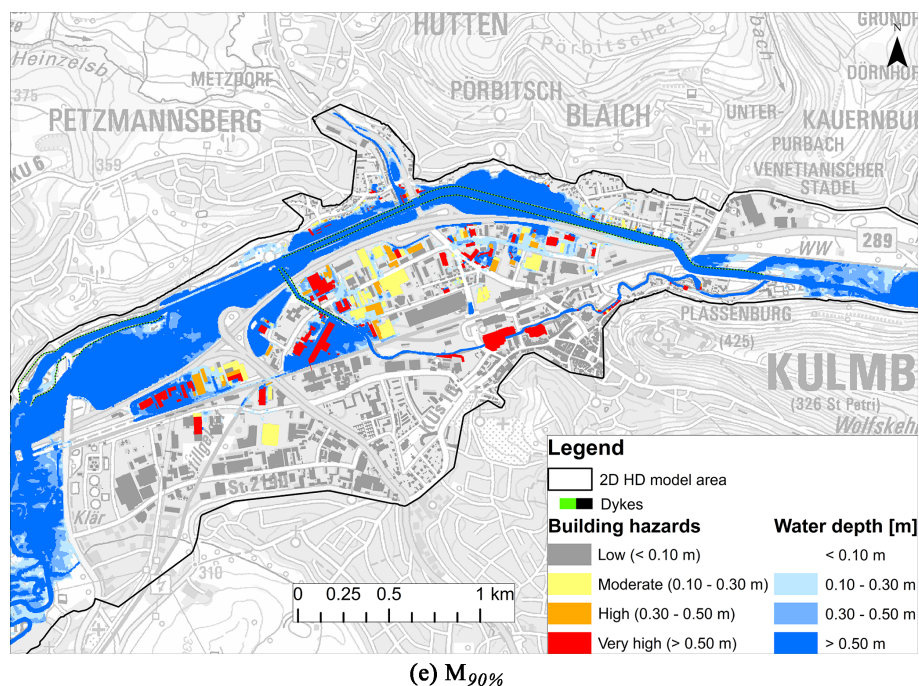 HUTTEN
Pörbitscher
GRUND
Heinzelsb
METZDORF
DÖRNHOF
375
PÖRBITSCH
N
PETZMANNSBERG
BLAICH
UNTER-
KAUERNBU
PURBACH
KU 6
359
H
VENETIANISCHER
STADEL
WW
289
PLASSENBURG
(425)
KULMB
(326 St Petri)
Wolfskeh
St 2190
Klär
310
0 0.25 0.5 1 km
Legend
2D HD model area
Dykes
Building hazards Water depth [m]
Low (< 0.10 m) < 0.10 m
Moderate (0.10 - 0.30 m) 0.10 - 0.30 m
High (0.30 - 0.50 m) 0.30 - 0.50 m
Very high (> 0.50 m) > 0.50 m
(e) M90%